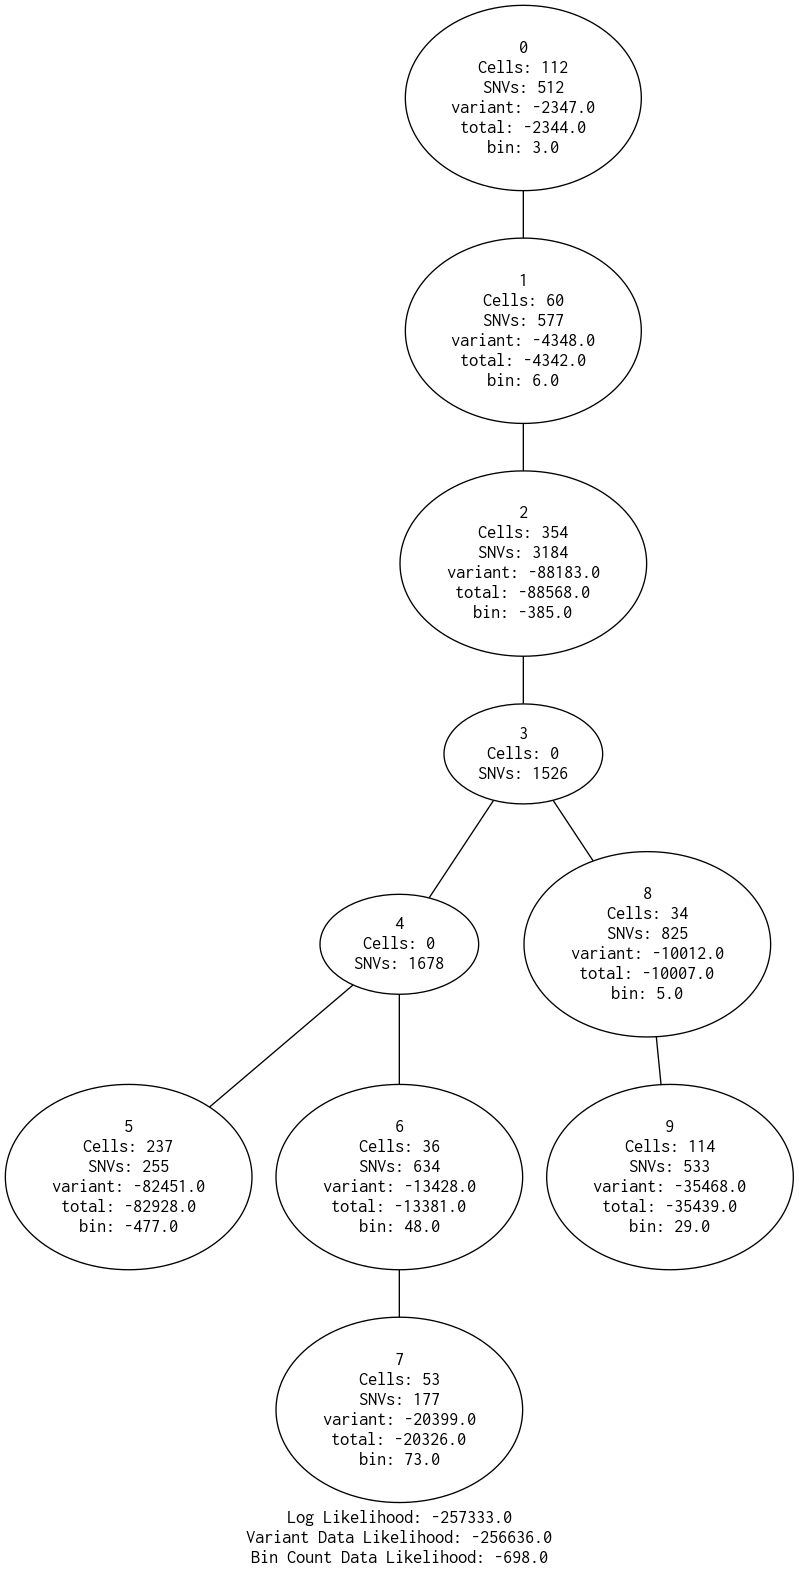 0
Cells: 112
SNVs: 512
variant: -2347.0
total: -2344.0
bin: 3.0
1
Cells: 60
SNVs: 577
variant: -4348.0
total: -4342.0
bin: 6.0
2
Cells: 354
SNVs: 3184
variant: -88183.0
total: -88568.0
bin: -385.0
3
Cells: 0
SNVs: 1526
4
Cells: 0
SNVs: 1678
8
Cells: 34
SNVs: 825
variant: -10012.0
total: -10007.0
bin: 5.0
5
Cells: 237
SNVs: 255
variant: -82451.0
total: -82928.0
bin: -477.0
6
Cells: 36
SNVs: 634
variant: -13428.0
total: -13381.0
bin: 48.0
9
Cells: 114
SNVs: 533
variant: -35468.0
total: -35439.0
bin: 29.0
7
Cells: 53
SNVs: 177
variant: -20399.0
total: -20326.0
bin: 73.0
Log Likelihood: -257333.0
Variant Data Likelihood: -256636.0
Bin Count Data Likelihood: -698.0